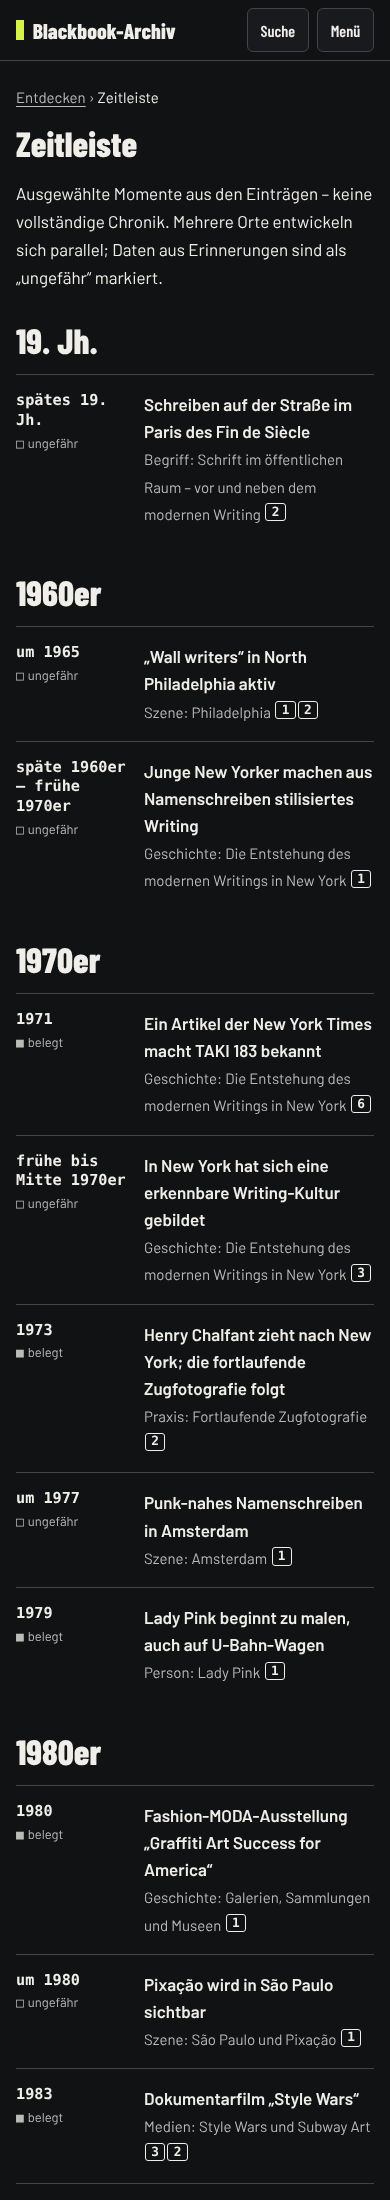 Blackbook-Archiv
Suche
Menü
Entdecken › Zeitleiste
Zeitleiste
Ausgewählte Momente aus den Einträgen – keine
vollständige Chronik. Mehrere Orte entwickeln
sich parallel; Daten aus Erinnerungen sind als
„ungefähr“ markiert.
19. Jh.
spätes 19.
Jh.
ungefähr
Schreiben auf der Straße im
Paris des Fin de Siècle
Begriff: Schrift im öffentlichen
Raum – vor und neben dem
modernen Writing 2
1960er
um 1965
ungefähr
„Wall writers“ in North
Philadelphia aktiv
Szene: Philadelphia 1 2
späte 1960er
– frühe
1970er
ungefähr
Junge New Yorker machen aus
Namenschreiben stilisiertes
Writing
Geschichte: Die Entstehung des
modernen Writings in New York 1
1970er
1971
belegt
Ein Artikel der New York Times
macht TAKI 183 bekannt
Geschichte: Die Entstehung des
modernen Writings in New York 6
frühe bis
Mitte 1970er
ungefähr
In New York hat sich eine
erkennbare Writing-Kultur
gebildet
Geschichte: Die Entstehung des
modernen Writings in New York 3
1973
belegt
Henry Chalfant zieht nach New
York; die fortlaufende
Zugfotografie folgt
Praxis: Fortlaufende Zugfotografie
2
um 1977
ungefähr
Punk-nahes Namenschreiben
in Amsterdam
Szene: Amsterdam 1
1979
belegt
Lady Pink beginnt zu malen,
auch auf U-Bahn-Wagen
Person: Lady Pink 1
1980er
1980
belegt
Fashion-MODA-Ausstellung
„Graffiti Art Success for
America“
Geschichte: Galerien, Sammlungen
und Museen 1
um 1980
ungefähr
Pixação wird in São Paulo
sichtbar
Szene: São Paulo und Pixação 1
1983
belegt
Dokumentarfilm „Style Wars“
Medien: Style Wars und Subway Art
3 2